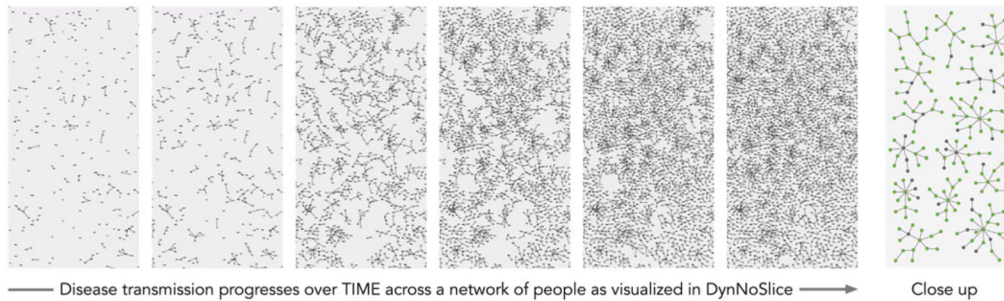 Disease transmission progresses over TIME across a network of people as visualized in DynNoSlice
Close up